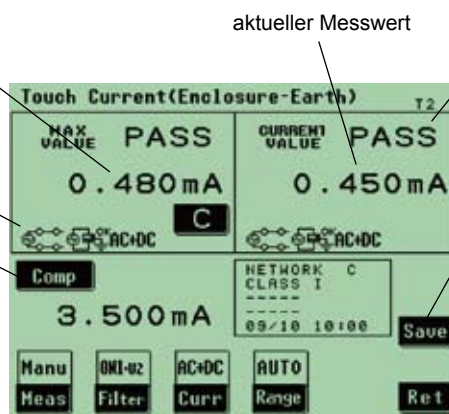 aktueller Messwert
Touch Current(Enclosure-Earth) T2
MAX VALUE PASS
0.480mA
C
AC+DC
CURRENT VALUE PASS
0.450mA
AC+DC
Comp
3.500mA
NETWORK C
CLASS I
-----
-----
09/10 10:00
Save
Manu
Meas
Filter
AC+DC
Curr
AUTO
Range
Ret